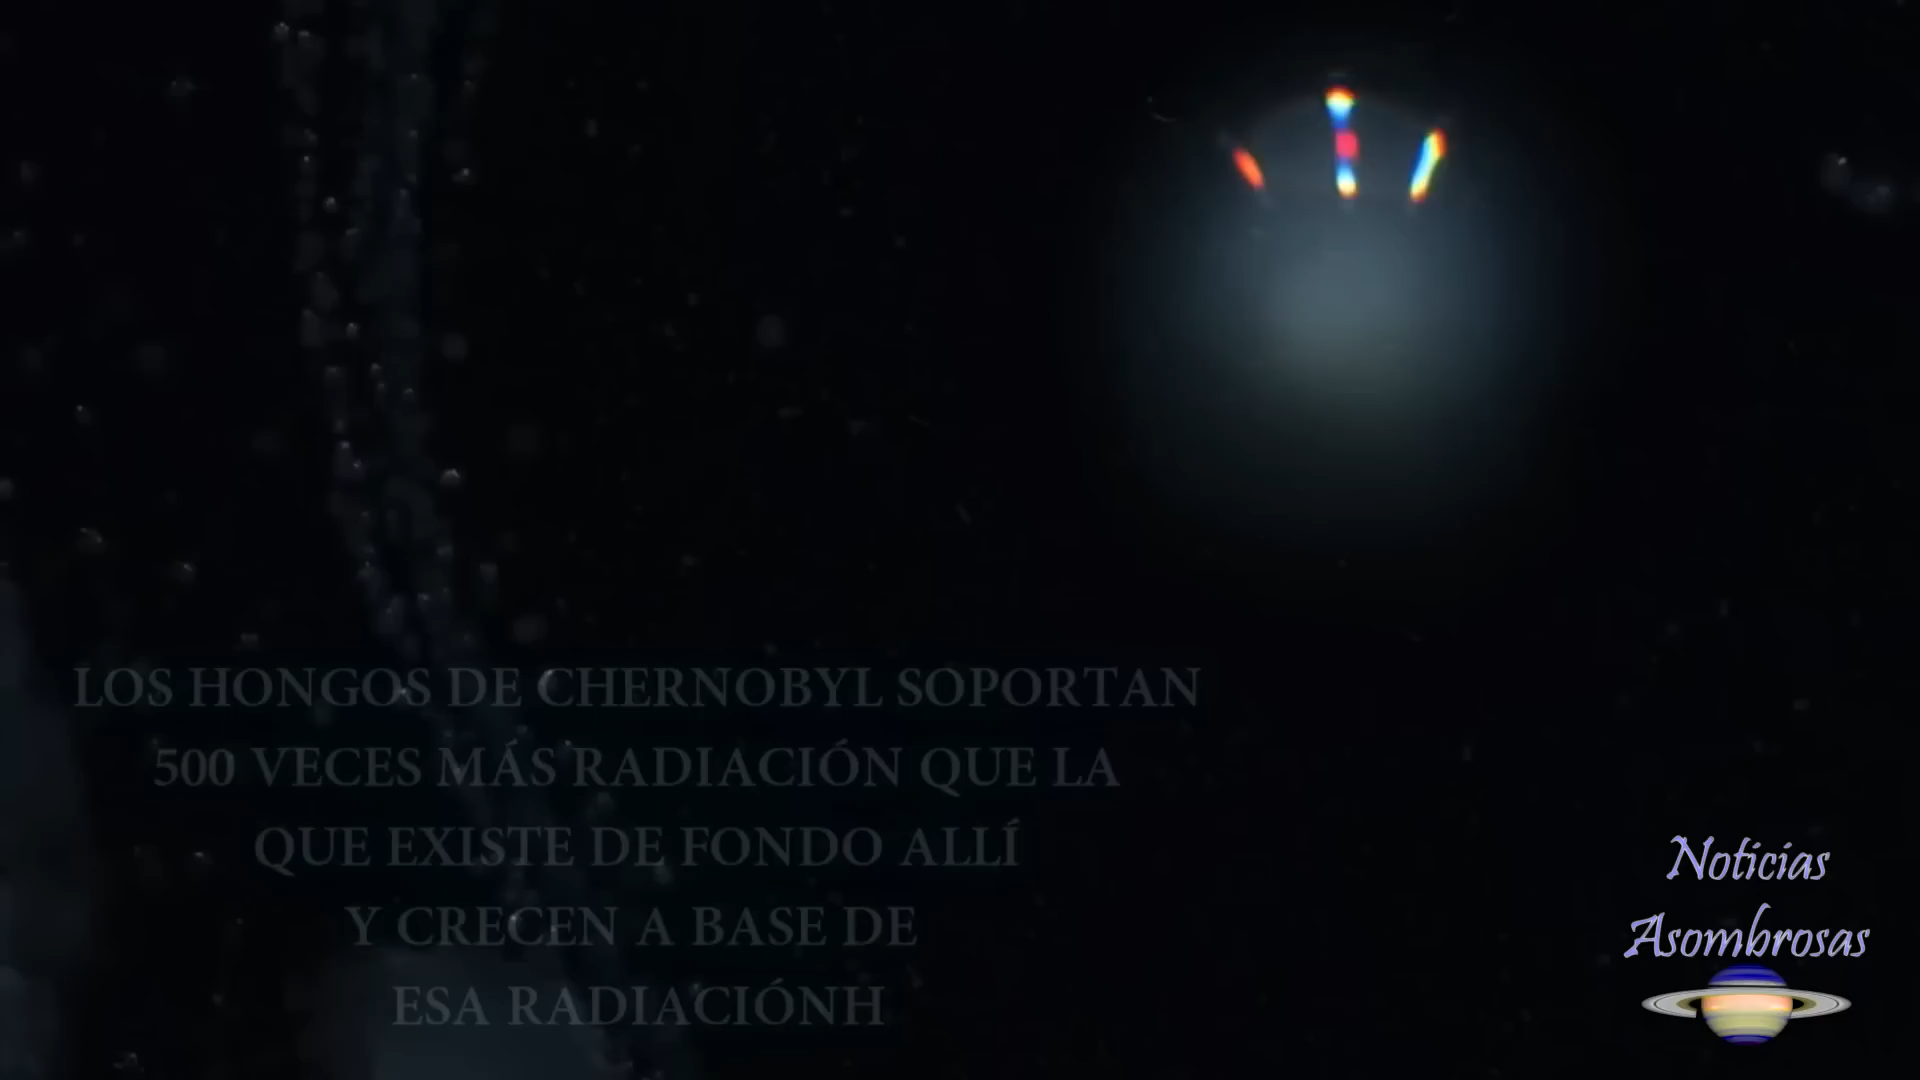 LOS HONGOS DE CHERNOBYL SOPORTAN
500 VECES MÁS RADIACIÓN QUE LA
QUE EXISTE DE FONDO ALLÍ
Y CRECEN A BASE DE
ESA RADIACIÓNH
Noticias
Asombrosas